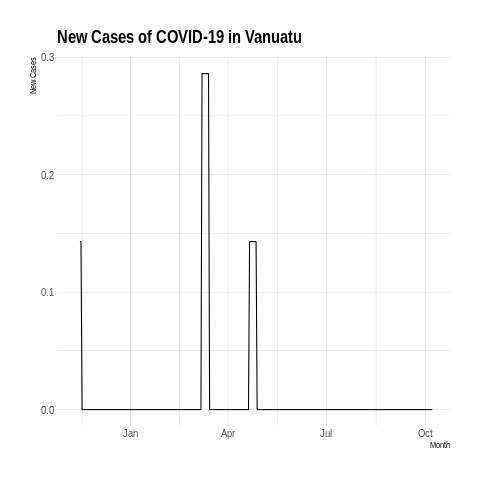 New Cases of COVID-19 in Vanuatu
New Cases
0.3
0.2
0.1
0.0
Jan Apr Jul Oct
Month